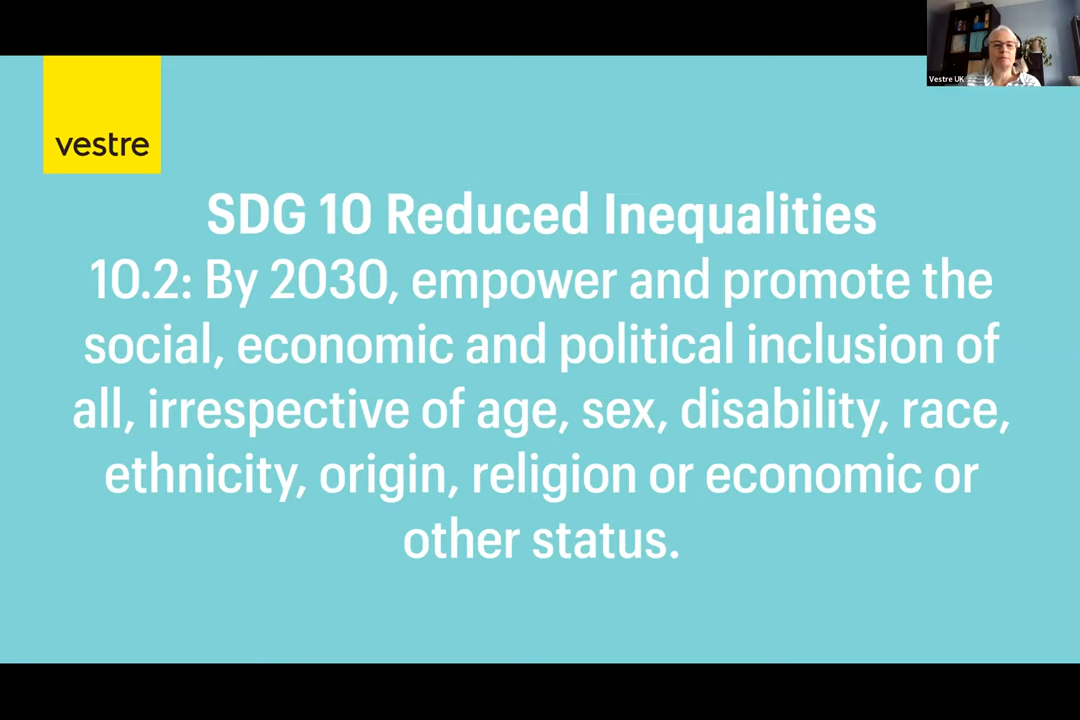 Vestre UK
vestre
SDG 10 Reduced Inequalities
10.2: By 2030, empower and promote the
social, economic and political inclusion of
all, irrespective of age, sex, disability, race,
ethnicity, origin, religion or economic or
other status.